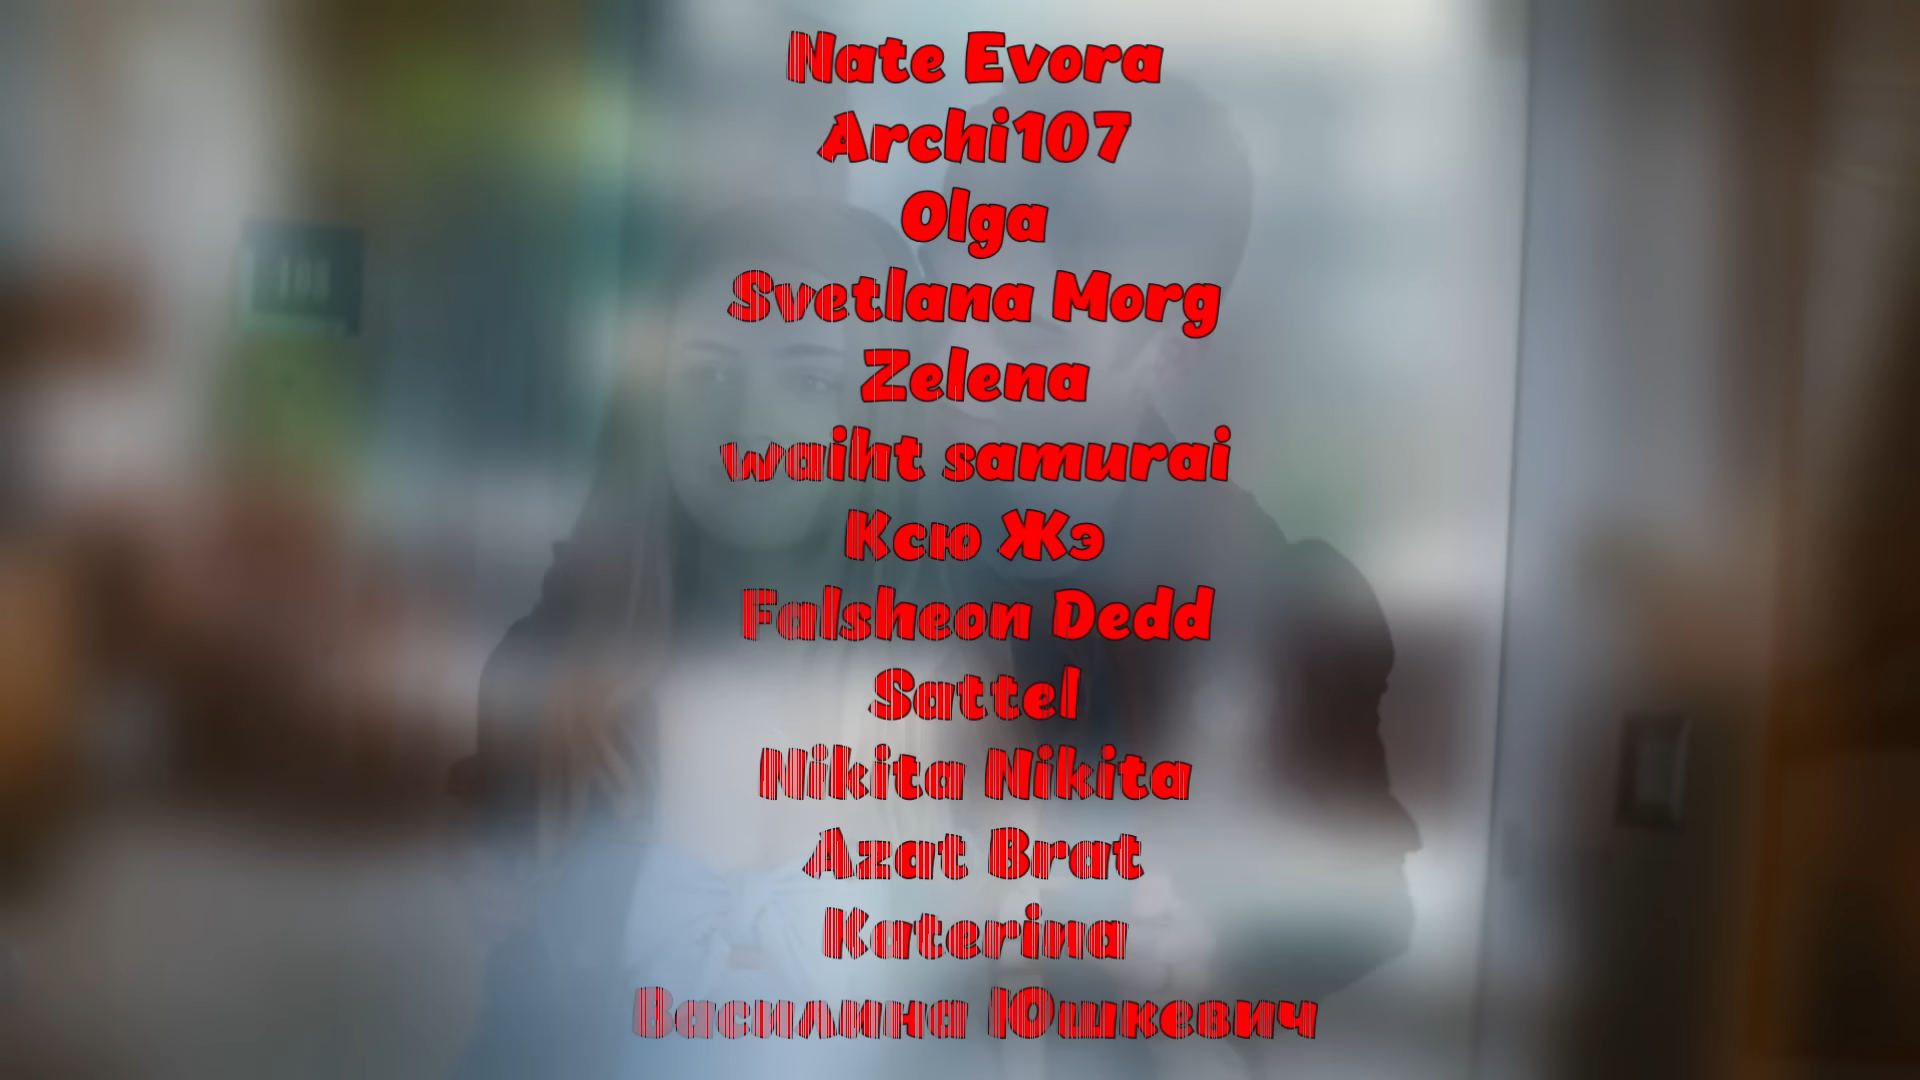 Nate Evora
Archi107
Olga
Svetlana Morg
Zelena
waiht samurai
Ксю Жэ
Falsheon Dedd
Sattel
Nikita Nikita
Azat Brat
Katerina
Василина Юшкевич